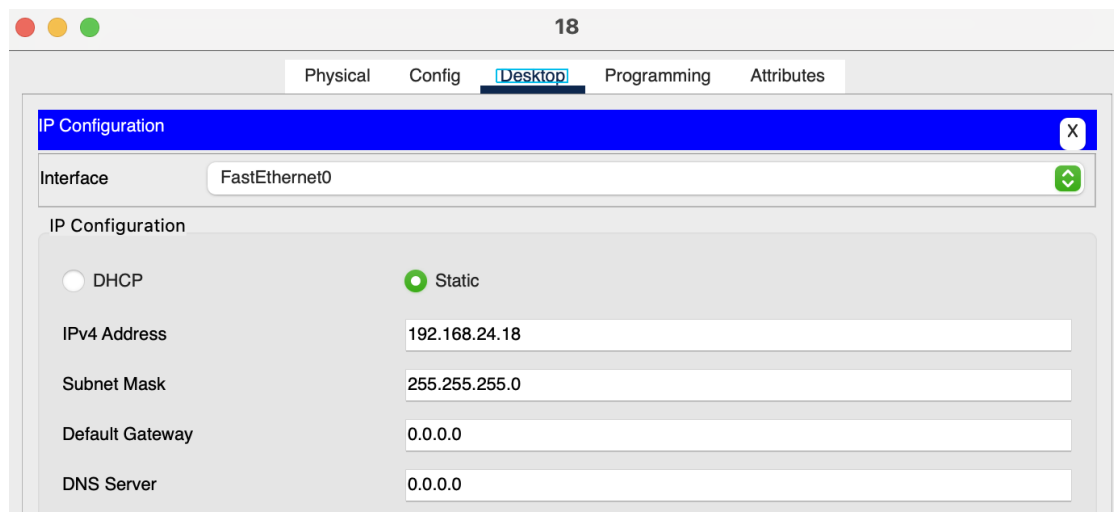 18
Physical Config Desktop Programming Attributes
IP Configuration X
Interface FastEthernet0
IP Configuration
DHCP Static
IPv4 Address 192.168.24.18
Subnet Mask 255.255.255.0
Default Gateway 0.0.0.0
DNS Server 0.0.0.0